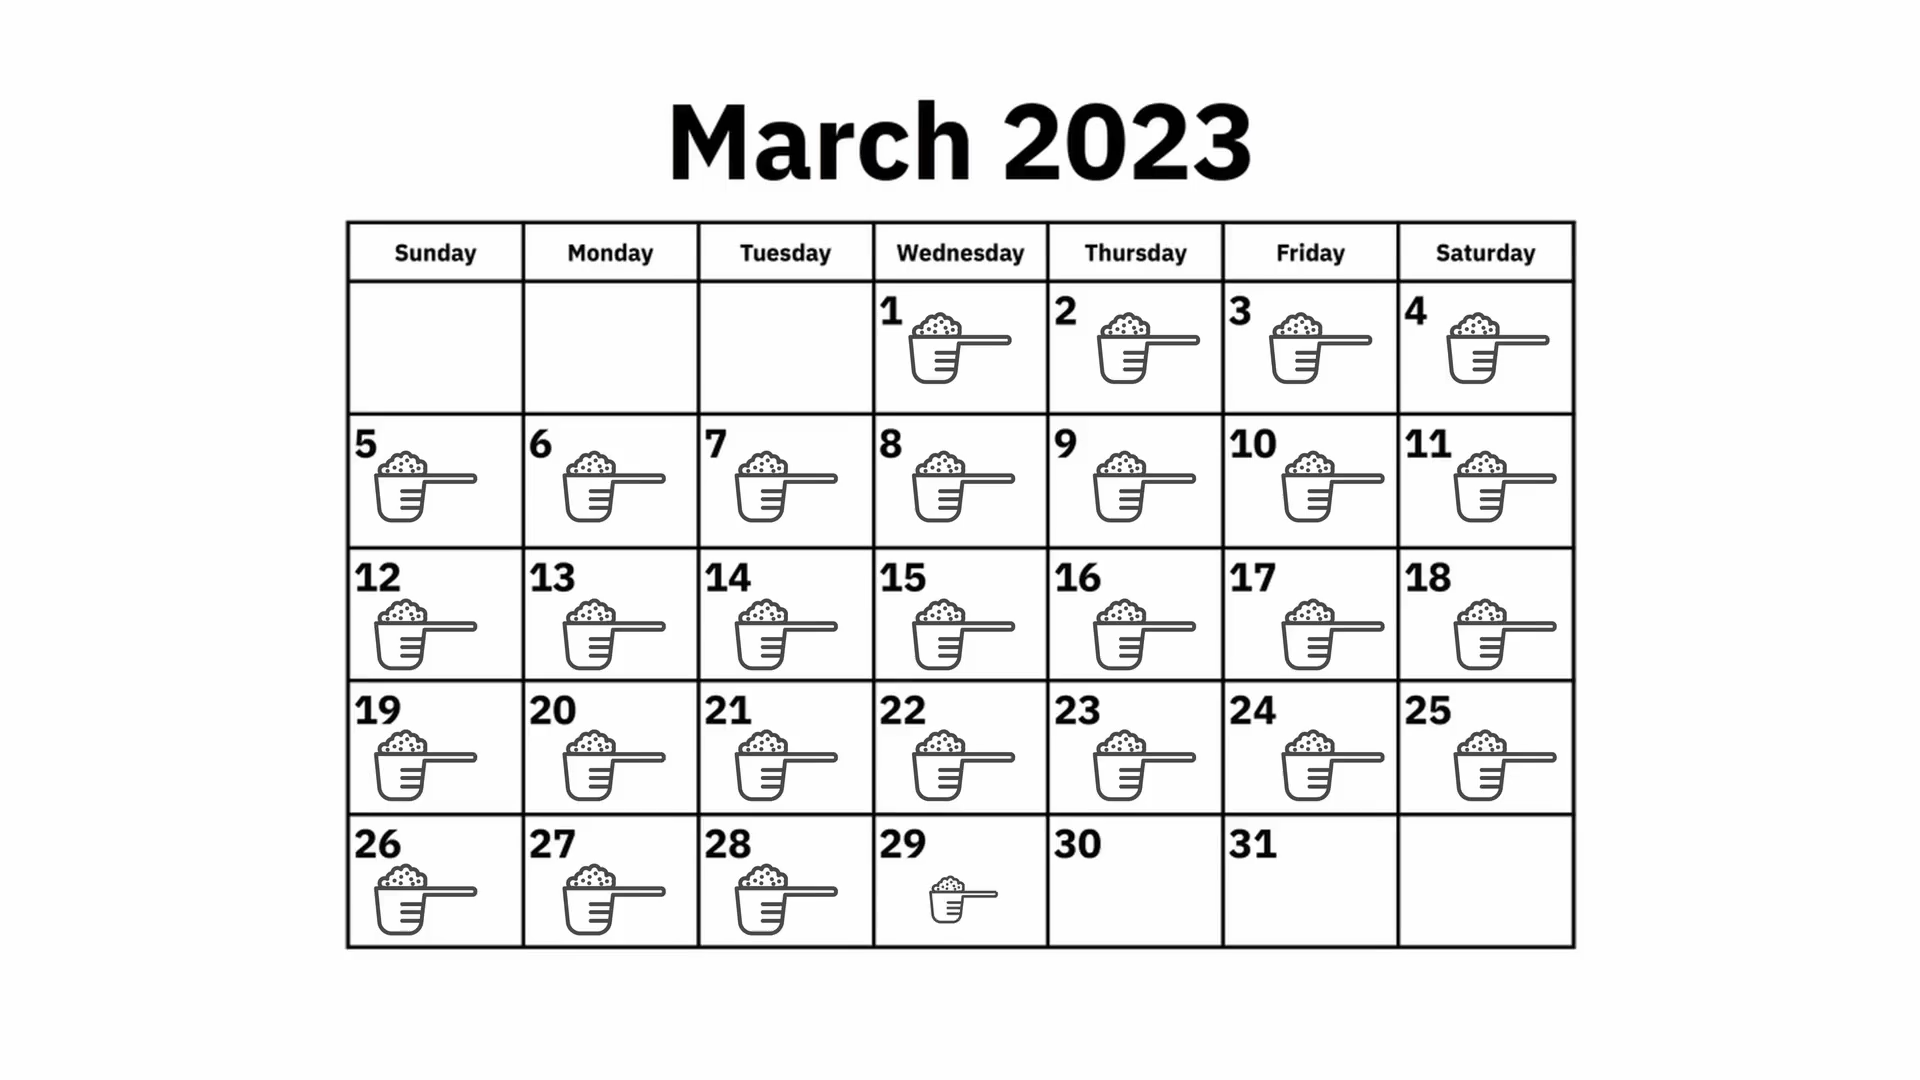 March 2023
Sunday Monday Tuesday Wednesday Thursday Friday Saturday
1 2 3 4
5 6 7 8 9 10 11
12 13 14 15 16 17 18
19 20 21 22 23 24 25
26 27 28 29 30 31